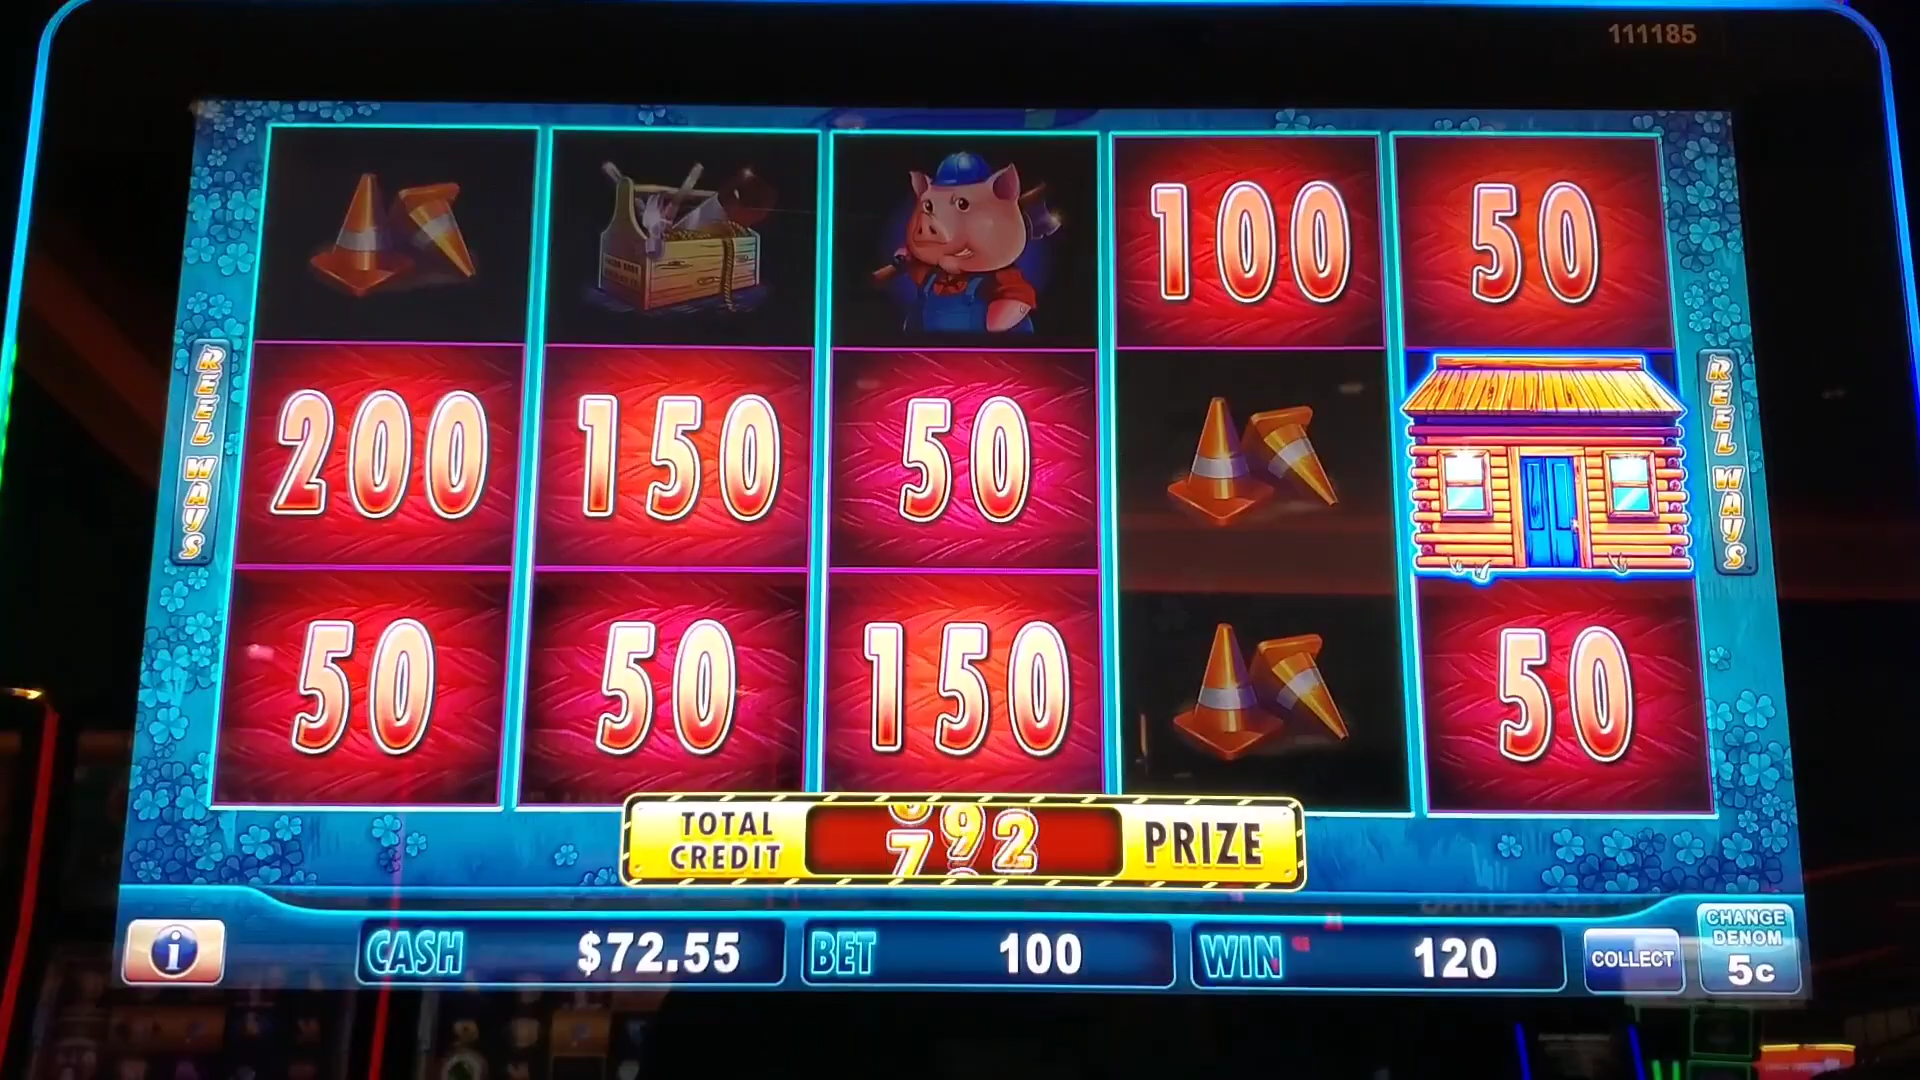 111185
100
50
REEL WAYS
200
150
50
REEL WAYS
50
50
150
50
TOTAL CREDIT
792
PRIZE
CASH $72.55
BET 100
WIN 120
COLLECT
CHANGE
DENOM
5c